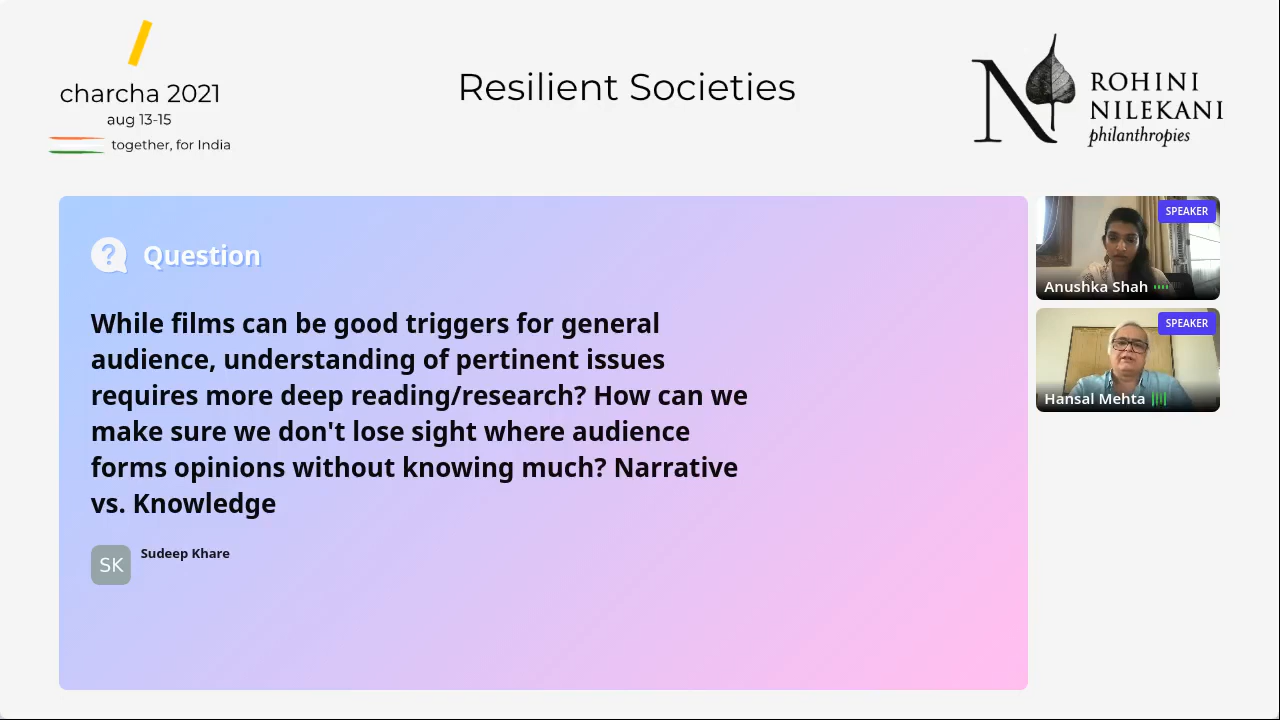 charcha 2021
aug 13-15
together, for India
Resilient Societies
N
ROHINI
NILEKANI
philanthropies
? Question
While films can be good triggers for general
audience, understanding of pertinent issues
requires more deep reading/research? How can we
make sure we don't lose sight where audience
forms opinions without knowing much? Narrative
vs. Knowledge
SK
Sudeep Khare
SPEAKER
Anushka Shah
SPEAKER
Hansal Mehta